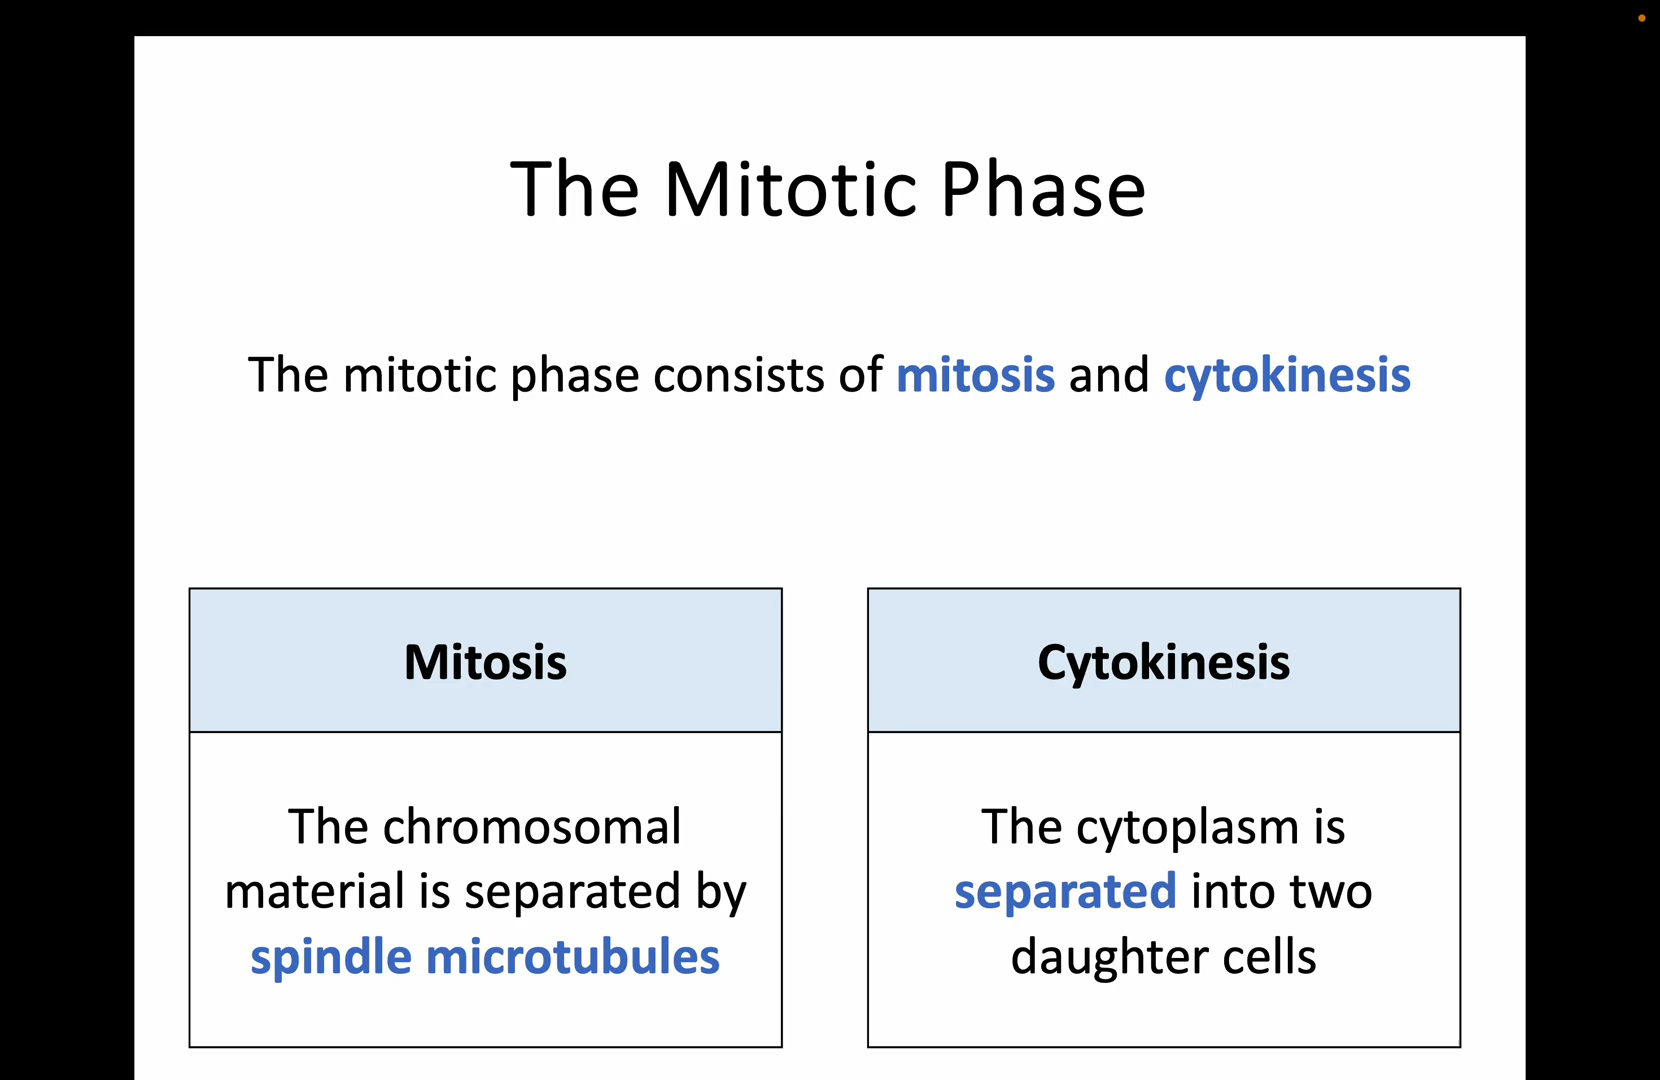 The Mitotic Phase
The mitotic phase consists of mitosis and cytokinesis
Mitosis
The chromosomal
material is separated by
spindle microtubules
Cytokinesis
The cytoplasm is
separated into two
daughter cells